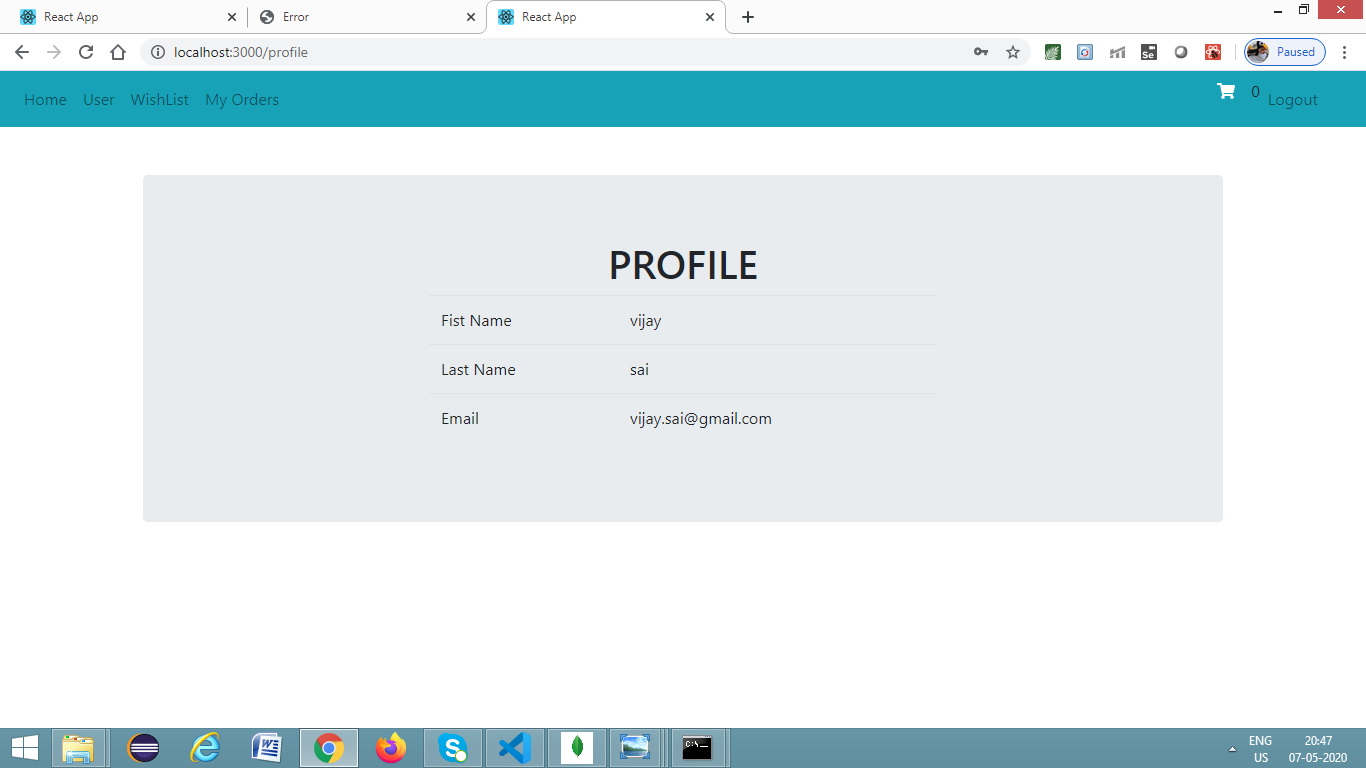 React App
Error
React App
localhost:3000/profile
Se
Paused
Home User WishList My Orders
0 Logout
PROFILE
Fist Name vijay
Last Name sai
Email vijay.sai@gmail.com
C:\_
ENG 20:47
US 07-05-2020